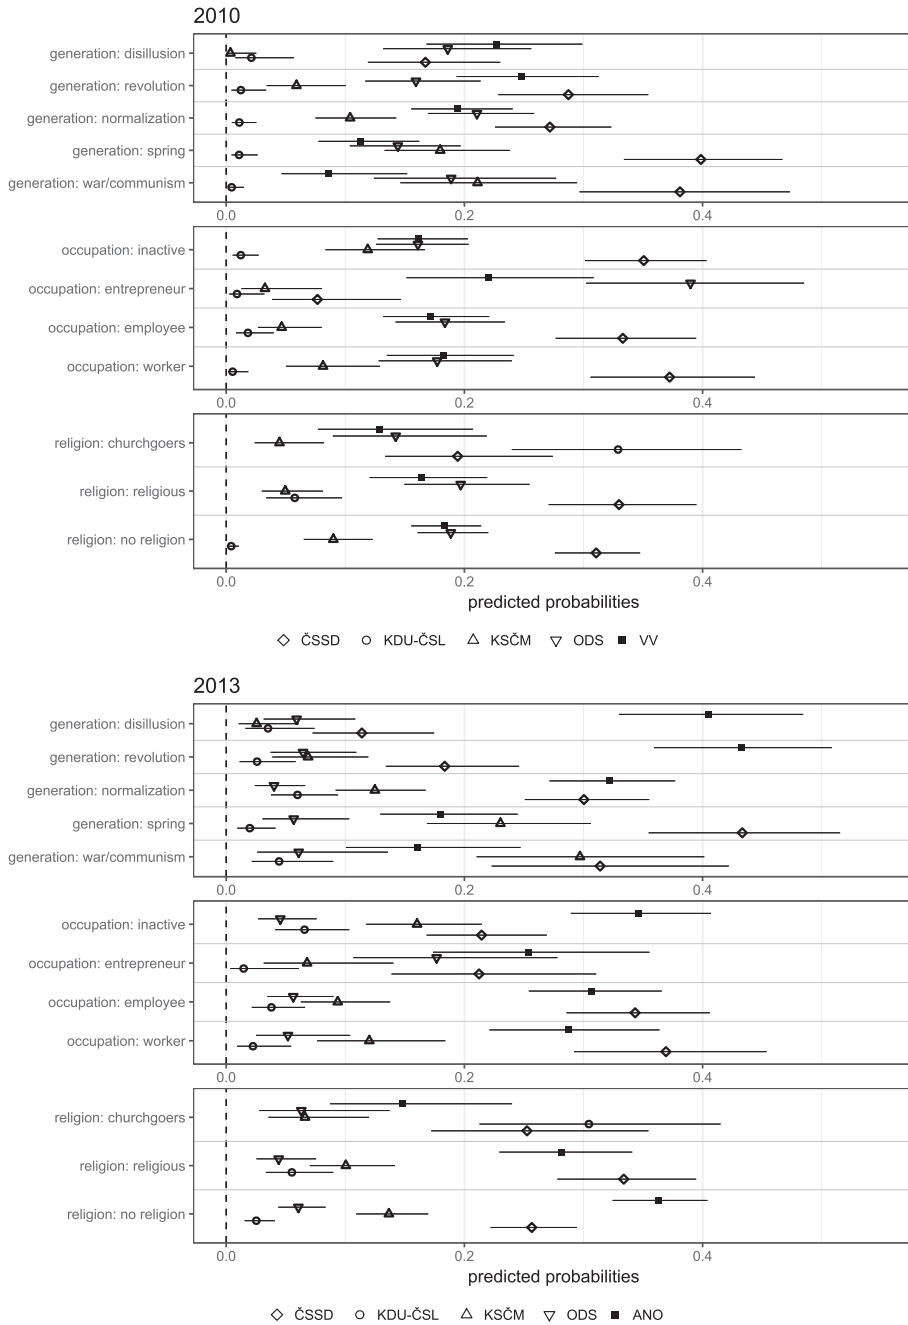 2010
generation: disillusion
generation: revolution
generation: normalization
generation: spring
generation: war/communism
0.0 0.2 0.4
occupation: inactive
occupation: entrepreneur
occupation: employee
occupation: worker
0.0 0.2 0.4
religion: churchgoers
religion: religious
religion: no religion
0.0 0.2 0.4
predicted probabilities
ČSSD KDU-ČSL KSČM ODS VV
2013
generation: disillusion
generation: revolution
generation: normalization
generation: spring
generation: war/communism
0.0 0.2 0.4
occupation: inactive
occupation: entrepreneur
occupation: employee
occupation: worker
0.0 0.2 0.4
religion: churchgoers
religion: religious
religion: no religion
0.0 0.2 0.4
predicted probabilities
ČSSD KDU-ČSL KSČM ODS ANO